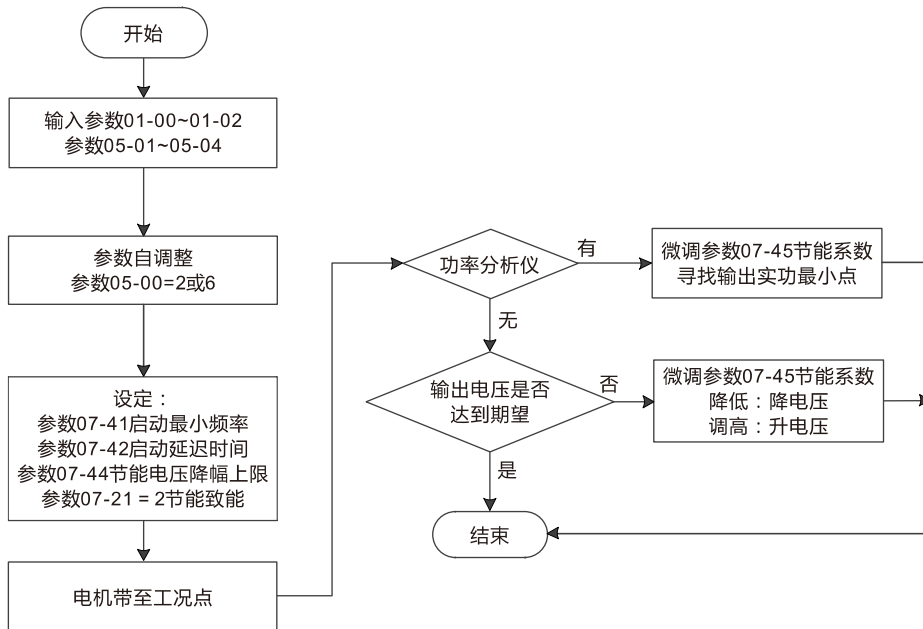 开始
输入参数01-00~01-02
参数05-01~05-04
参数自调整
参数05-00=2或6
设定：
参数07-41启动最小频率
参数07-42启动延迟时间
参数07-44节能电压降幅上限
参数07-21 = 2节能致能
电机带至工况点
功率分析仪
有
微调参数07-45节能系数
寻找输出实功最小点
无
输出电压是否
达到期望
否
微调参数07-45节能系数
降低：降电压
调高：升电压
是
结束